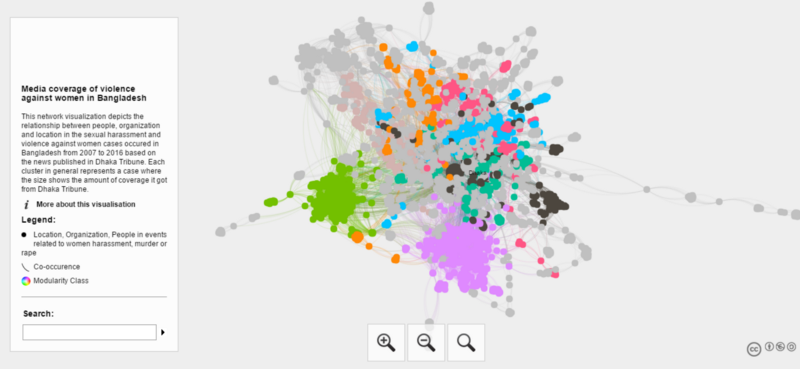 Media coverage of violence
against women in Bangladesh
This network visualization depicts the
relationship between people, organization
and location in the sexual harassment and
violence against women cases occured in
Bangladesh from 2007 to 2016 based on
the news published in Dhaka Tribune. Each
cluster in general represents a case where
the size shows the amount of coverage it got
from Dhaka Tribune.
i More about this visualisation
Legend:
Location, Organization, People in events
related to women harassment, murder or
rape
Co-occurence
Modularity Class
Search:
cc